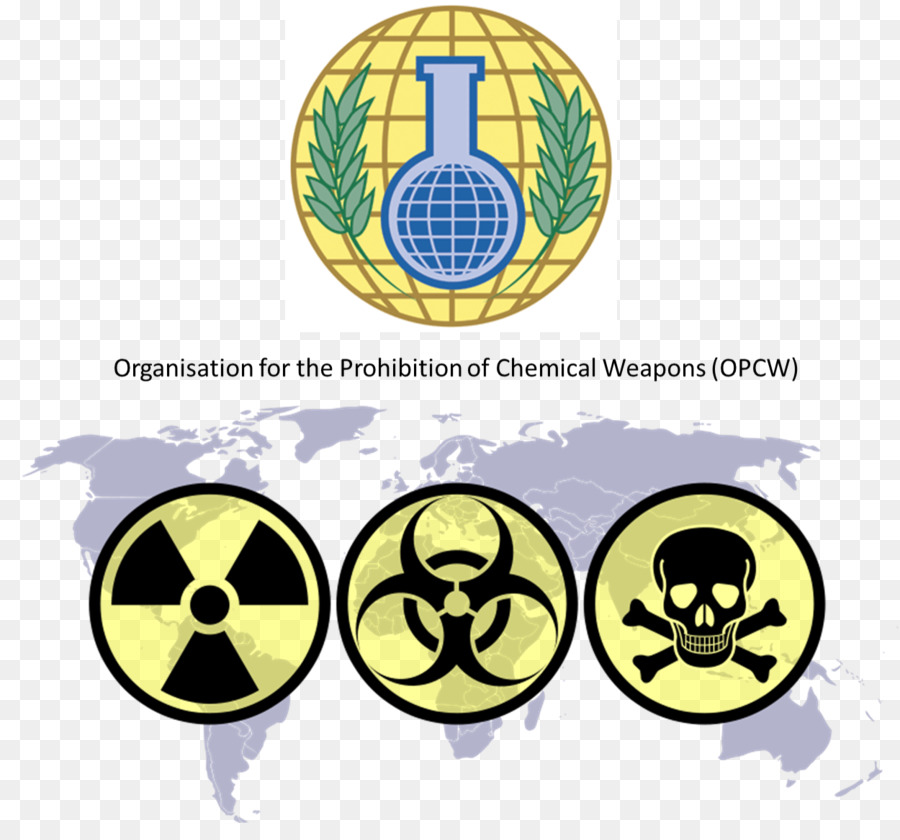 Organisation for the Prohibition of Chemical Weapons (OPCW)